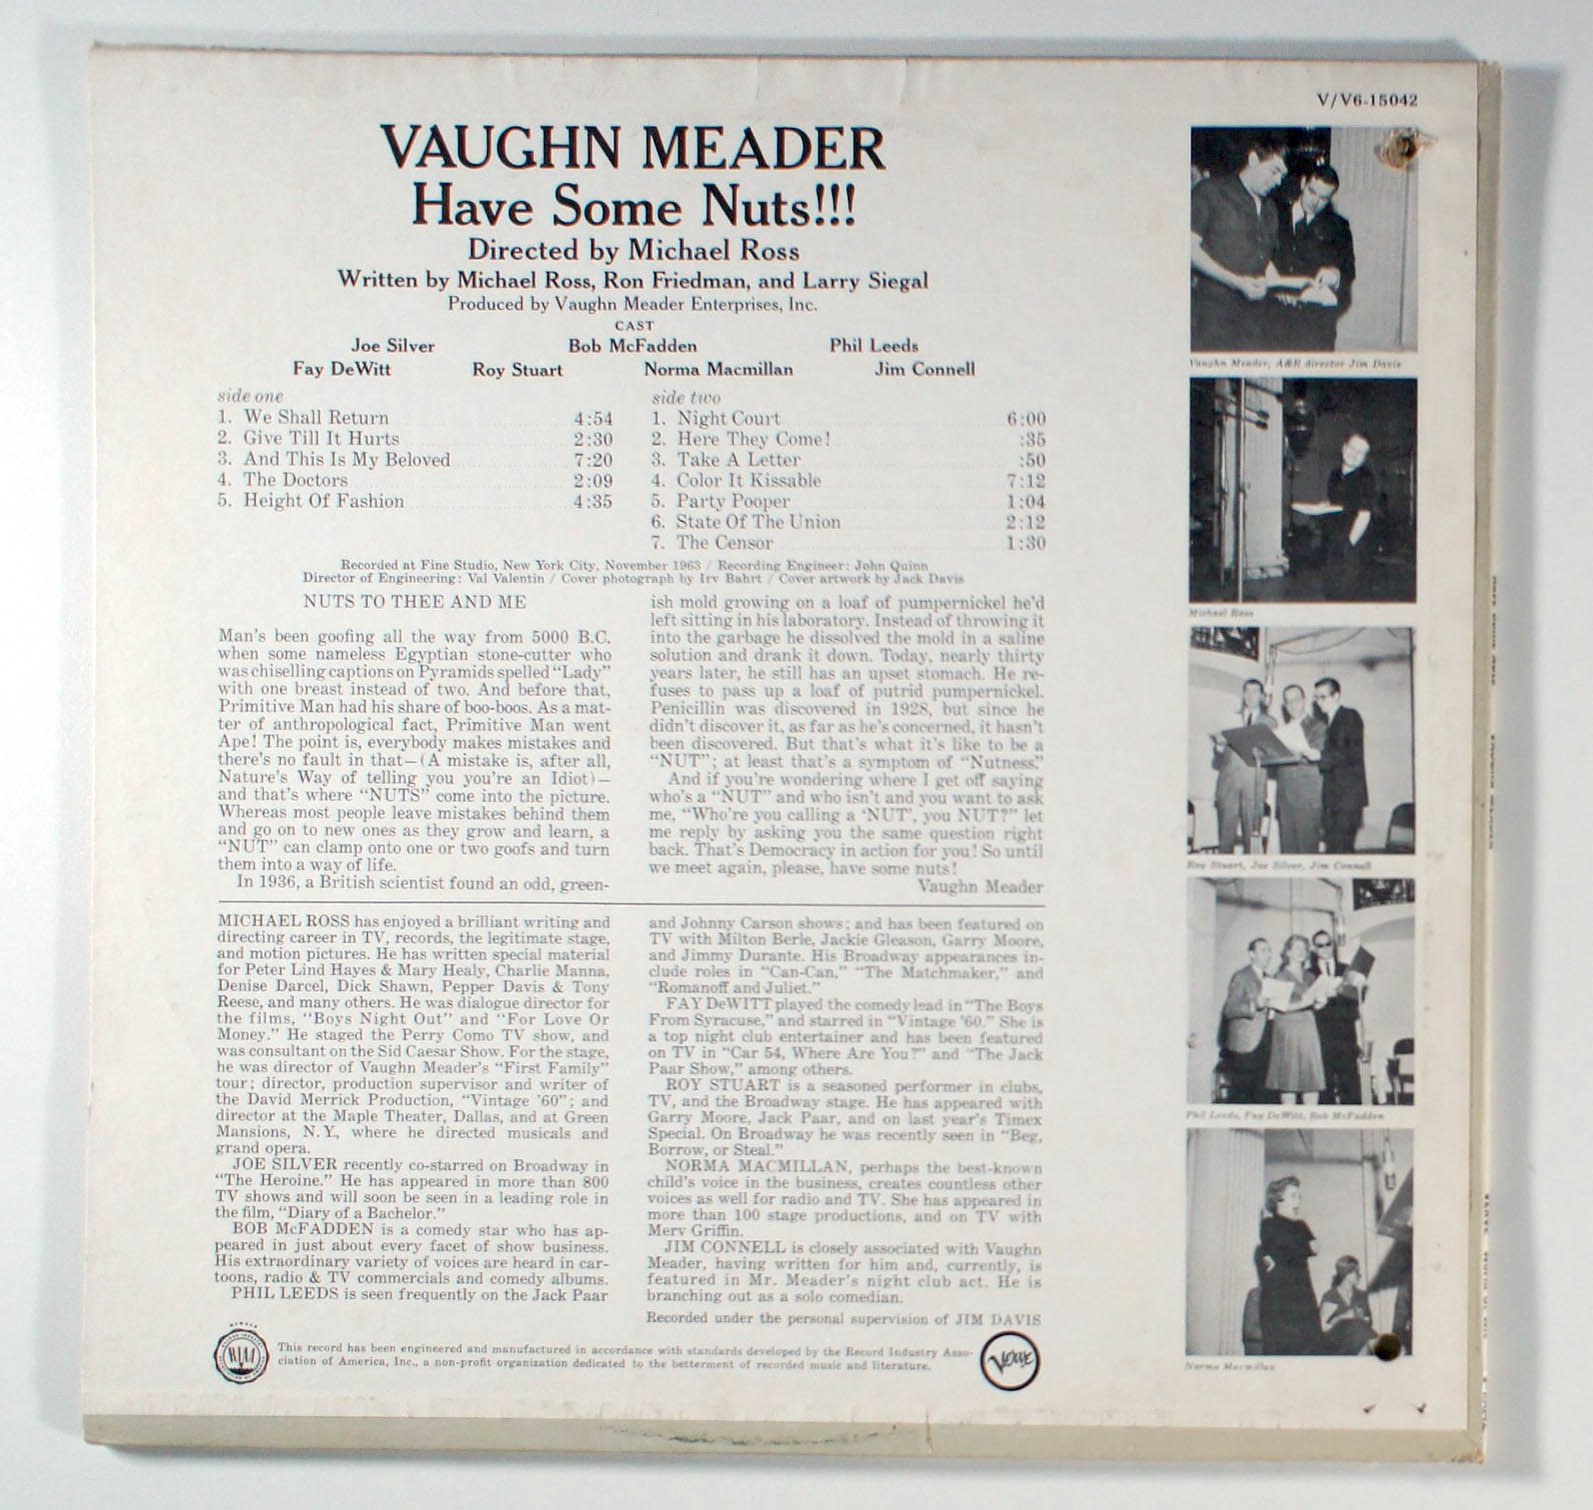 V/V6-15042
VAUGHN MEADER
Have Some Nuts!!!
Directed by Michael Ross
Written by Michael Ross, Ron Friedman, and Larry Siegal
Produced by Vaughn Meader Enterprises, Inc.
CAST
Joe Silver Bob McFadden Phil Leeds
Fay DeWitt Roy Stuart Norma Macmillan Jim Connell
side one
1. We Shall Return 4:54
2. Give Till It Hurts 2:30
3. And This Is My Beloved 7:20
4. The Doctors 2:09
5. Height Of Fashion 4:35
side two
1. Night Court 6:00
2. Here They Come! :35
3. Take A Letter :50
4. Color It Kissable 7:12
5. Party Pooper 1:04
6. State Of The Union 2:12
7. The Censor 1:30
Recorded at Fine Studio, New York City, November 1963 / Recording Engineer: John Quinn
Director of Engineering: Val Valentin / Cover photograph by Irv Bahrt / Cover artwork by Jack Davis
NUTS TO THEE AND ME
Man's been goofing all the way from 5000 B.C.
when some nameless Egyptian stone-cutter who
was chiselling captions on Pyramids spelled "Lady"
with one breast instead of two. And before that,
Primitive Man had his share of boo-boos. As a mat-
ter of anthropological fact, Primitive Man went
Ape! The point is, everybody makes mistakes and
there's no fault in that—(A mistake is, after all,
Nature's Way of telling you you're an Idiot)—
and that's where "NUTS" come into the picture.
Whereas most people leave mistakes behind them
and go on to new ones as they grow and learn, a
"NUT" can clamp onto one or two goofs and turn
them into a way of life.
In 1936, a British scientist found an odd, green-
ish mold growing on a loaf of pumpernickel he'd
left sitting in his laboratory. Instead of throwing it
into the garbage he dissolved the mold in a saline
solution and drank it down. Today, nearly thirty
years later, he still has an upset stomach. He re-
fuses to pass up a loaf of putrid pumpernickel.
Penicillin was discovered in 1928, but since he
didn't discover it, as far as he's concerned, it hasn't
been discovered. But that's what it's like to be a
"NUT"; at least that's a symptom of "Nutness."
And if you're wondering where I get off saying
who's a "NUT" and who isn't and you want to ask
me, "Who're you calling a 'NUT', you NUT?" let
me reply by asking you the same question right
back. That's Democracy in action for you! So until
we meet again, please, have some nuts!
Vaughn Meader
MICHAEL ROSS has enjoyed a brilliant writing and
directing career in TV, records, the legitimate stage,
and motion pictures. He has written special material
for Peter Lind Hayes & Mary Healy, Charlie Manna,
Denise Darcel, Dick Shawn, Pepper Davis & Tony
Reese, and many others. He was dialogue director for
the films, "Boys Night Out" and "For Love Or
Money." He staged the Perry Como TV show, and
was consultant on the Sid Caesar Show. For the stage,
he was director of Vaughn Meader's "First Family"
tour; director, production supervisor and writer of
the David Merrick Production, "Vintage '60"; and
director at the Maple Theater, Dallas, and at Green
Mansions, N.Y., where he directed musicals and
grand opera.
JOE SILVER recently co-starred on Broadway in
"The Heroine." He has appeared in more than 800
TV shows and will soon be seen in a leading role in
the film, "Diary of a Bachelor."
BOB McFADDEN is a comedy star who has ap-
peared in just about every facet of show business.
His extraordinary variety of voices are heard in car-
toons, radio & TV commercials and comedy albums.
PHIL LEEDS is seen frequently on the Jack Paar
and Johnny Carson shows; and has been featured on
TV with Milton Berle, Jackie Gleason, Garry Moore,
and Jimmy Durante. His Broadway appearances in-
clude roles in "Can-Can," "The Matchmaker," and
"Romanoff and Juliet."
FAY DeWITT played the comedy lead in "The Boys
From Syracuse," and starred in "Vintage '60." She is
a top night club entertainer and has been featured
on TV in "Car 54, Where Are You?" and "The Jack
Paar Show," among others.
ROY STUART is a seasoned performer in clubs,
TV, and the Broadway stage. He has appeared with
Garry Moore, Jack Paar, and on last year's Timex
Special. On Broadway he was recently seen in "Beg,
Borrow, or Steal."
NORMA MACMILLAN, perhaps the best-known
child's voice in the business, creates countless other
voices as well for radio and TV. She has appeared in
more than 100 stage productions, and on TV with
Merv Griffin.
JIM CONNELL is closely associated with Vaughn
Meader, having written for him and, currently, is
featured in Mr. Meader's night club act. He is
branching out as a solo comedian.
Recorded under the personal supervision of JIM DAVIS
This record has been engineered and manufactured in accordance with standards developed by the Record Industry Asso-
ciation of America, Inc., a non-profit organization dedicated to the betterment of recorded music and literature.
MEMBER
RIAA
Verve
Vaughn Meader, A&R director Jim Davis
Michael Ross
Roy Stuart, Joe Silver, Jim Connell
Phil Leeds, Fay DeWitt, Bob McFadden
Norma Macmillan